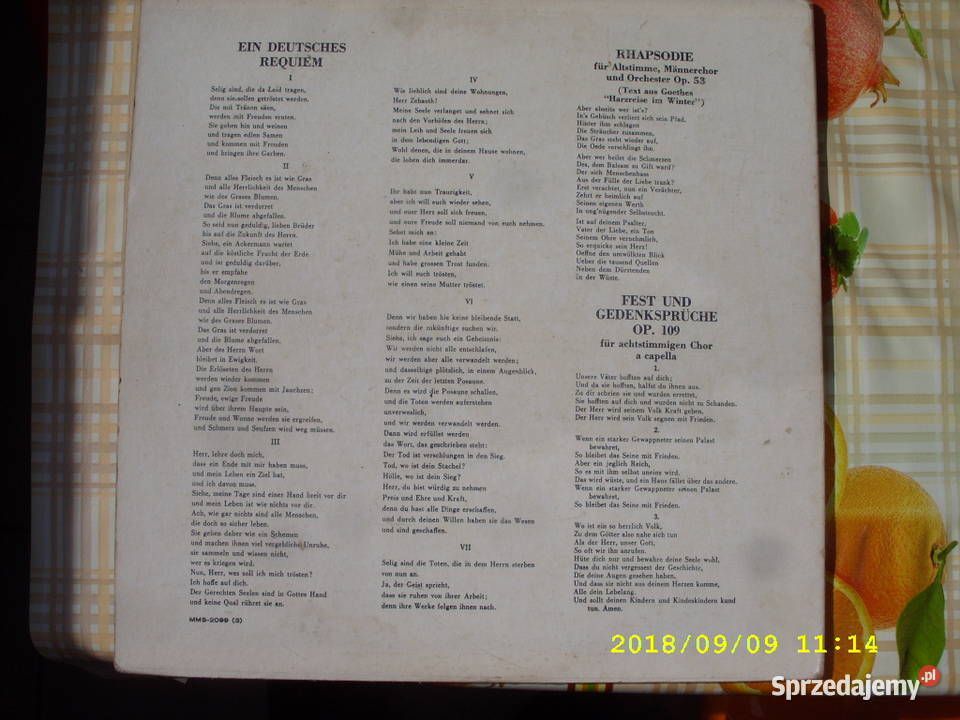 EIN DEUTSCHES
REQUIEM
I
Selig sind, die da Leid tragen,
denn sie sollen getröstet werden.
Die mit Tränen säen,
werden mit Freuden ernten.
Sie gehen hin und weinen
und tragen edlen Samen
und kommen mit Freuden
und bringen ihre Garben.
II
Denn alles Fleisch es ist wie Gras
und alle Herrlichkeit des Menschen
wie des Grases Blumen.
Das Gras ist verdorret
und die Blume abgefallen.
So seid nun geduldig, lieben Brüder
bis auf die Zukunft des Herrn.
Siehe, ein Ackermann wartet
auf die köstliche Frucht der Erde
und ist geduldig darüber,
bis er empfahe
den Morgenregen
und Abendregen.
Denn alles Fleisch es ist wie Gras
und alle Herrlichkeit des Menschen
wie des Grases Blumen.
Das Gras ist verdorret
und die Blume abgefallen.
Aber des Herrn Wort
bleibet in Ewigkeit.
Die Erlöseten des Herrn
werden wieder kommen
und gen Zion kommen mit Jauchzen;
Freude, ewige Freude
wird über ihrem Haupte sein,
Freude und Wonne werden sie ergreifen,
und Schmerz und Seufzen wird weg müssen.
III
Herr, lehre doch mich,
dass ein Ende mit mir haben muss,
und mein Leben ein Ziel hat,
und ich davon muss.
Siehe, meine Tage sind einer Hand breit vor dir
und mein Leben ist wie nichts vor dir.
Ach, wie gar nichts sind alle Menschen,
die doch so sicher leben.
Sie gehen daher wie ein Schemen
und machen ihnen viel vergebliche Unruhe,
sie sammeln und wissen nicht,
wer es kriegen wird.
Nun, Herr, wes soll ich mich trösten?
Ich hoffe auf dich.
Der Gerechten Seelen sind in Gottes Hand
und keine Qual rühret sie an.
MMS-2099 (3)
IV
Wie lieblich sind deine Wohnungen,
Herr Zebaoth!
Meine Seele verlanget und sehnet sich
nach den Vorhöfen des Herrn;
mein Leib und Seele freuen sich
in dem lebendigen Gott;
Wohl denen, die in deinem Hause wohnen,
die loben dich immerdar.
V
Ihr habt nun Traurigkeit,
aber ich will euch wieder sehen,
und euer Herz soll sich freuen,
und eure Freude soll niemand von euch nehmen.
Sehet mich an:
Ich habe eine kleine Zeit
Mühe und Arbeit gehabt
und habe grossen Trost funden.
Ich will euch trösten,
wie einen seine Mutter tröstet.
VI
Denn wir haben hie keine bleibende Statt,
sondern die zukünftige suchen wir.
Siehe, ich sage euch ein Geheimnis:
Wir werden nicht alle entschlafen,
wir werden aber alle verwandelt werden;
und dasselbige plötzlich, in einem Augenblick,
zu der Zeit der letzten Posaune.
Denn es wird die Posaune schallen,
und die Toten werden auferstehen
unverweslich,
und wir werden verwandelt werden.
Dann wird erfüllet werden
das Wort, das geschrieben steht:
Der Tod ist verschlungen in den Sieg.
Tod, wo ist dein Stachel?
Hölle, wo ist dein Sieg?
Herr, du bist würdig zu nehmen
Preis und Ehre und Kraft,
denn du hast alle Dinge erschaffen,
und durch deinen Willen haben sie das Wesen
und sind geschaffen.
VII
Selig sind die Toten, die in dem Herrn sterben
von nun an.
Ja, der Geist spricht,
dass sie ruhen von ihrer Arbeit;
denn ihre Werke folgen ihnen nach.
RHAPSODIE
für Altstimme, Männerchor
und Orchester Op. 53
(Text aus Goethes
"Harzreise im Winter")
Aber abseits wer ist's?
In's Gebüsch verliert sich sein Pfad.
Hinter ihm schlagen
Die Sträucher zusammen,
Das Gras steht wieder auf,
Die Oede verschlingt ihn.
Aber wer heilet die Schmerzen
Des, dem Balsam zu Gift ward?
Der sich Menschenhass
Aus der Fülle der Liebe trank?
Erst verachtet, nun ein Verächter,
Zehrt er heimlich auf
Seinen eigenen Werth
In ung'nügender Selbstsucht.
Ist auf deinem Psalter,
Vater der Liebe, ein Ton
Seinem Ohre vernehmlich,
So erquicke sein Herz!
Oeffne den umwölkten Blick
Ueber die tausend Quellen
Neben dem Dürstenden
In der Wüste.
FEST UND
GEDENKSPRÜCHE
OP. 109
für achtstimmigen Chor
a capella
1.
Unsere Väter hofften auf dich;
Und da sie hofften, halfst du ihnen aus.
Zu dir schrien sie und wurden errettet,
Sie hofften auf dich und wurden nicht zu Schanden.
Der Herr wird seinem Volk Kraft geben,
Der Herr wird sein Volk segnen mit Frieden.
2.
Wenn ein starker Gewappneter seinen Palast
bewahret,
So bleibet das Seine mit Frieden.
Aber ein jeglich Reich,
So es mit ihm selbst uneins wird,
Das wird wüste, und ein Haus fället über das andere.
Wenn ein starker Gewappneter seinen Palast
bewahret,
So bleibet das Seine mit Frieden.
3.
Wo ist ein so herrlich Volk,
Zu dem Götter also nahe sich tun
Als der Herr, unser Gott,
So oft wir ihn anrufen.
Hüte dich nur und bewahre deine Seele wohl,
Dass du nicht vergessest der Geschichte,
Die deine Augen gesehen haben,
Und dass sie nicht aus deinem Herzen komme,
Alle dein Lebelang.
Und sollt deinen Kindern und Kindeskindern kund
tun. Amen.
2018/09/09 11:14
Sprzedajemy.pl